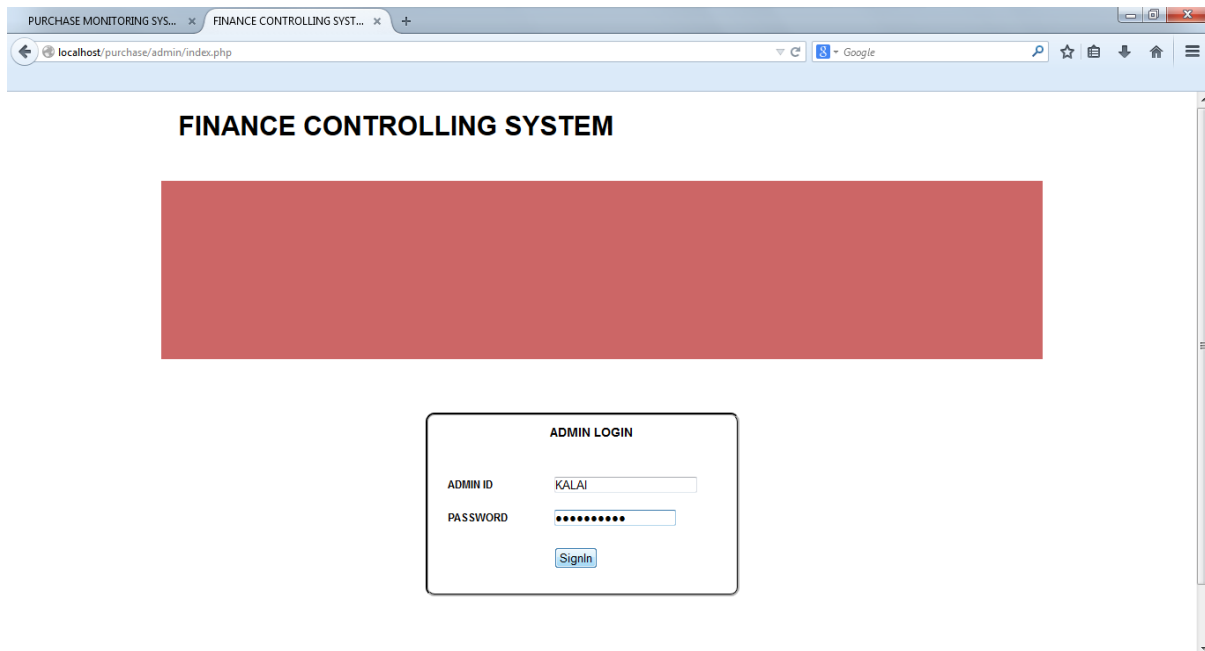 PURCHASE MONITORING SYS... × FINANCE CONTROLLING SYST... × +
localhost/purchase/admin/index.php 8 Google
FINANCE CONTROLLING SYSTEM
ADMIN LOGIN
ADMIN ID KALAI
PASSWORD ••••••••••
SignIn